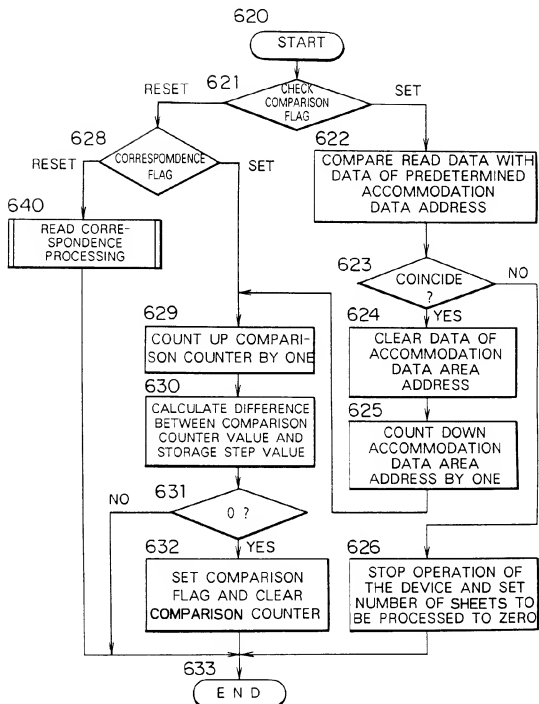 620
START
621
RESET
CHECK
COMPARISON
FLAG
SET
628
RESET
CORRESPOMDENCE
FLAG
SET
622
COMPARE READ DATA WITH
DATA OF PREDETERMINED
ACCOMMODATION
DATA ADDRESS
640
READ CORRE-
SPONDENCE
PROCESSING
623
COINCIDE
?
NO
YES
629
COUNT UP COMPARI-
SON COUNTER BY ONE
624
CLEAR DATA OF
ACCOMMODATION
DATA AREA
ADDRESS
630
CALCULATE DIFFERENCE
BETWEEN COMPARISON
COUNTER VALUE AND
STORAGE STEP VALUE
625
COUNT DOWN
ACCOMMODATION
DATA AREA
ADDRESS BY ONE
631
NO
0 ?
YES
632
SET COMPARISON
FLAG AND CLEAR
COMPARISON COUNTER
626
STOP OPERATION OF
THE DEVICE AND SET
NUMBER OF SHEETS TO
BE PROCESSED TO ZERO
633
END